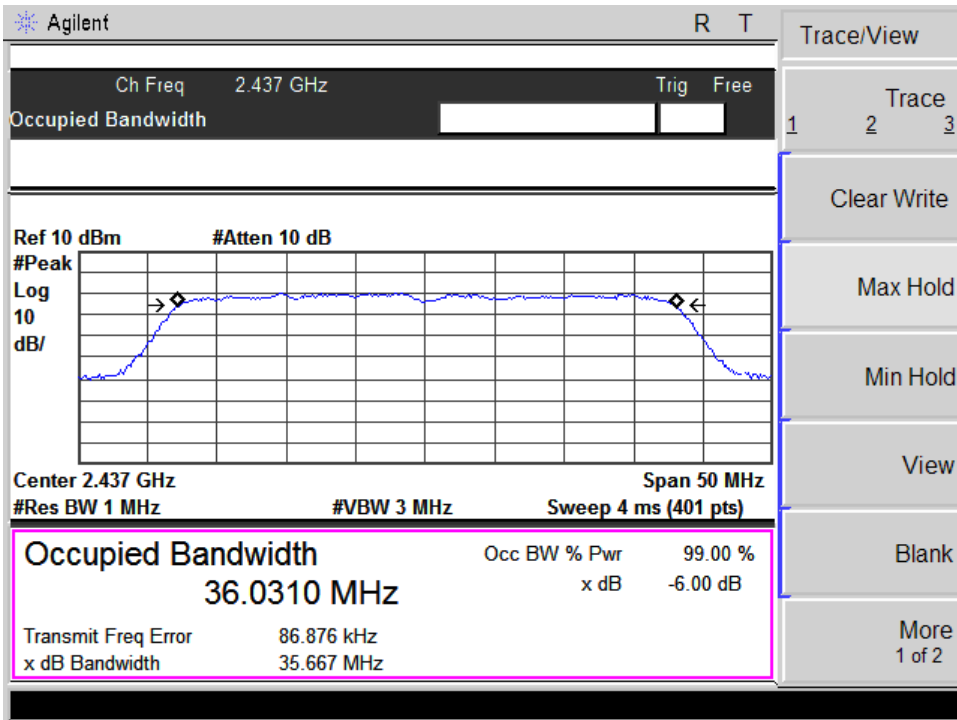 Agilent
R T
Trace/View
Ch Freq 2.437 GHz
Trig Free
Occupied Bandwidth
Trace
1 2 3
Clear Write
Ref 10 dBm #Atten 10 dB
#Peak
Log
10
dB/
Max Hold
Min Hold
Center 2.437 GHz Span 50 MHz
#Res BW 1 MHz #VBW 3 MHz Sweep 4 ms (401 pts)
View
Occupied Bandwidth
36.0310 MHz
Occ BW % Pwr 99.00 %
x dB -6.00 dB
Transmit Freq Error 86.876 kHz
x dB Bandwidth 35.667 MHz
Blank
More
1 of 2